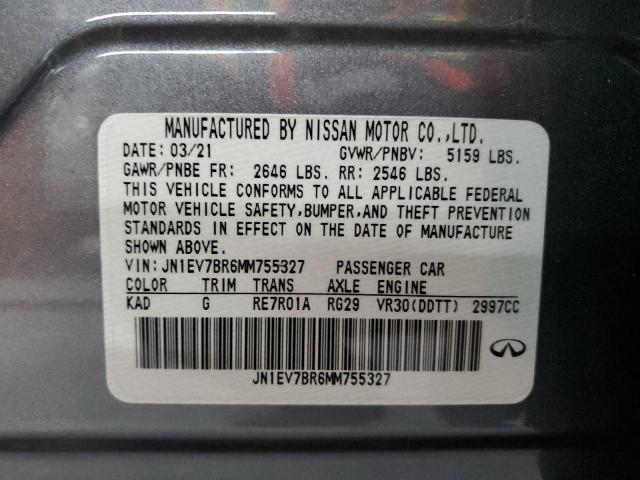 MANUFACTURED BY NISSAN MOTOR CO.,LTD.
DATE: 03/21 GVWR/PNBV: 5159 LBS.
GAWR/PNBE FR: 2646 LBS. RR: 2546 LBS.
THIS VEHICLE CONFORMS TO ALL APPLICABLE FEDERAL
MOTOR VEHICLE SAFETY,BUMPER,AND THEFT PREVENTION
STANDARDS IN EFFECT ON THE DATE OF MANUFACTURE
SHOWN ABOVE.
VIN:JN1EV7BR6MM755327 PASSENGER CAR
COLOR TRIM TRANS AXLE ENGINE
KAD G RE7R01A RG29 VR30(DDTT) 2997CC
JN1EV7BR6MM755327